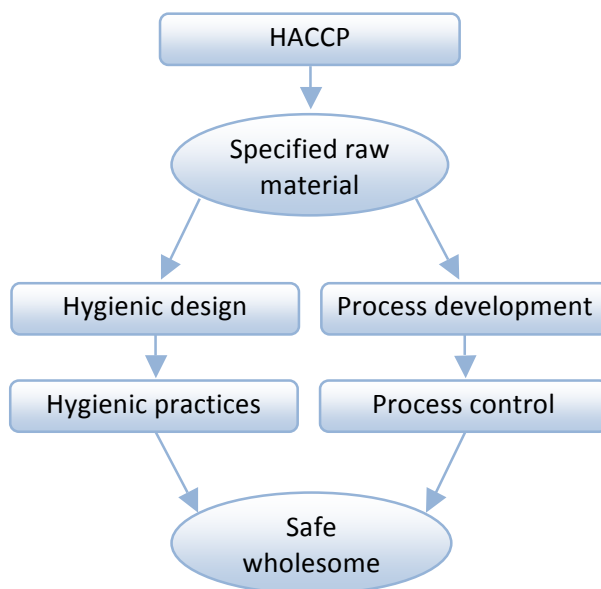 HACCP
Specified raw
material
Hygienic design
Process development
Hygienic practices
Process control
Safe
wholesome